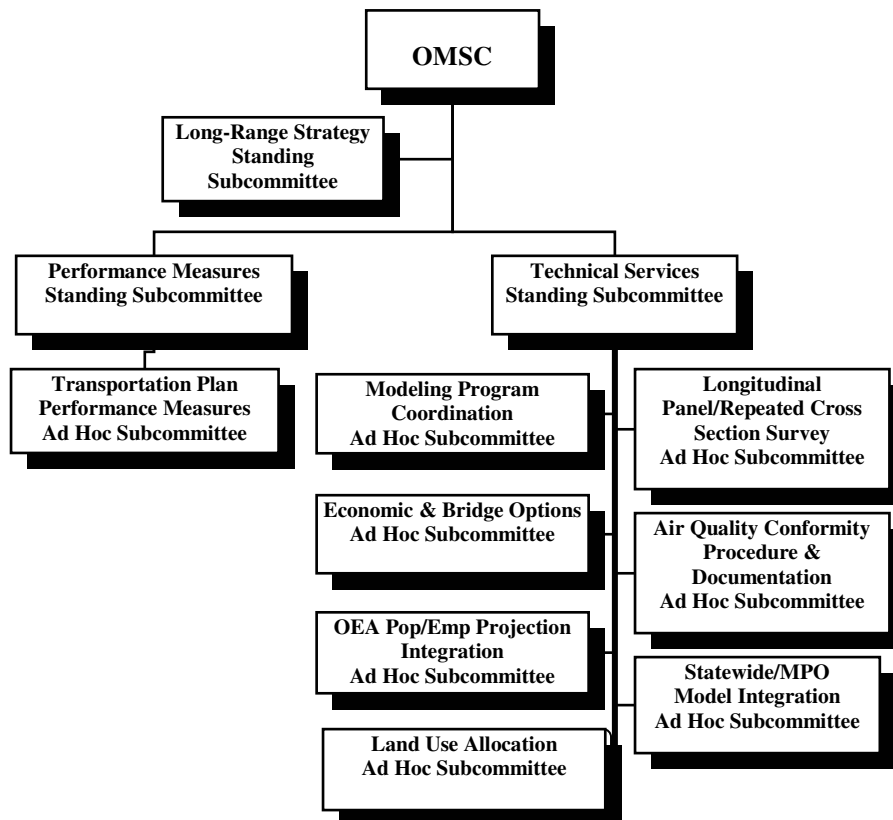 OMSC
Long-Range Strategy
Standing
Subcommittee
Performance Measures
Standing Subcommittee
Technical Services
Standing Subcommittee
Transportation Plan
Performance Measures
Ad Hoc Subcommittee
Modeling Program
Coordination
Ad Hoc Subcommittee
Longitudinal
Panel/Repeated Cross
Section Survey
Ad Hoc Subcommittee
Economic & Bridge Options
Ad Hoc Subcommittee
Air Quality Conformity
Procedure &
Documentation
Ad Hoc Subcommittee
OEA Pop/Emp Projection
Integration
Ad Hoc Subcommittee
Statewide/MPO
Model Integration
Ad Hoc Subcommittee
Land Use Allocation
Ad Hoc Subcommittee